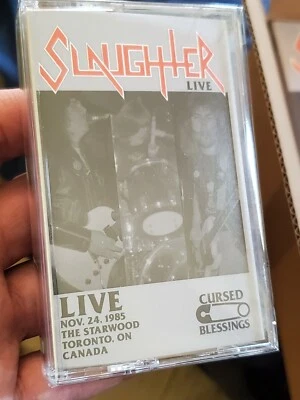 SLAUGHTER
LIVE
LIVE
NOV. 24. 1985
THE STARWOOD
TORONTO, ON
CANADA
CURSED
BLESSINGS